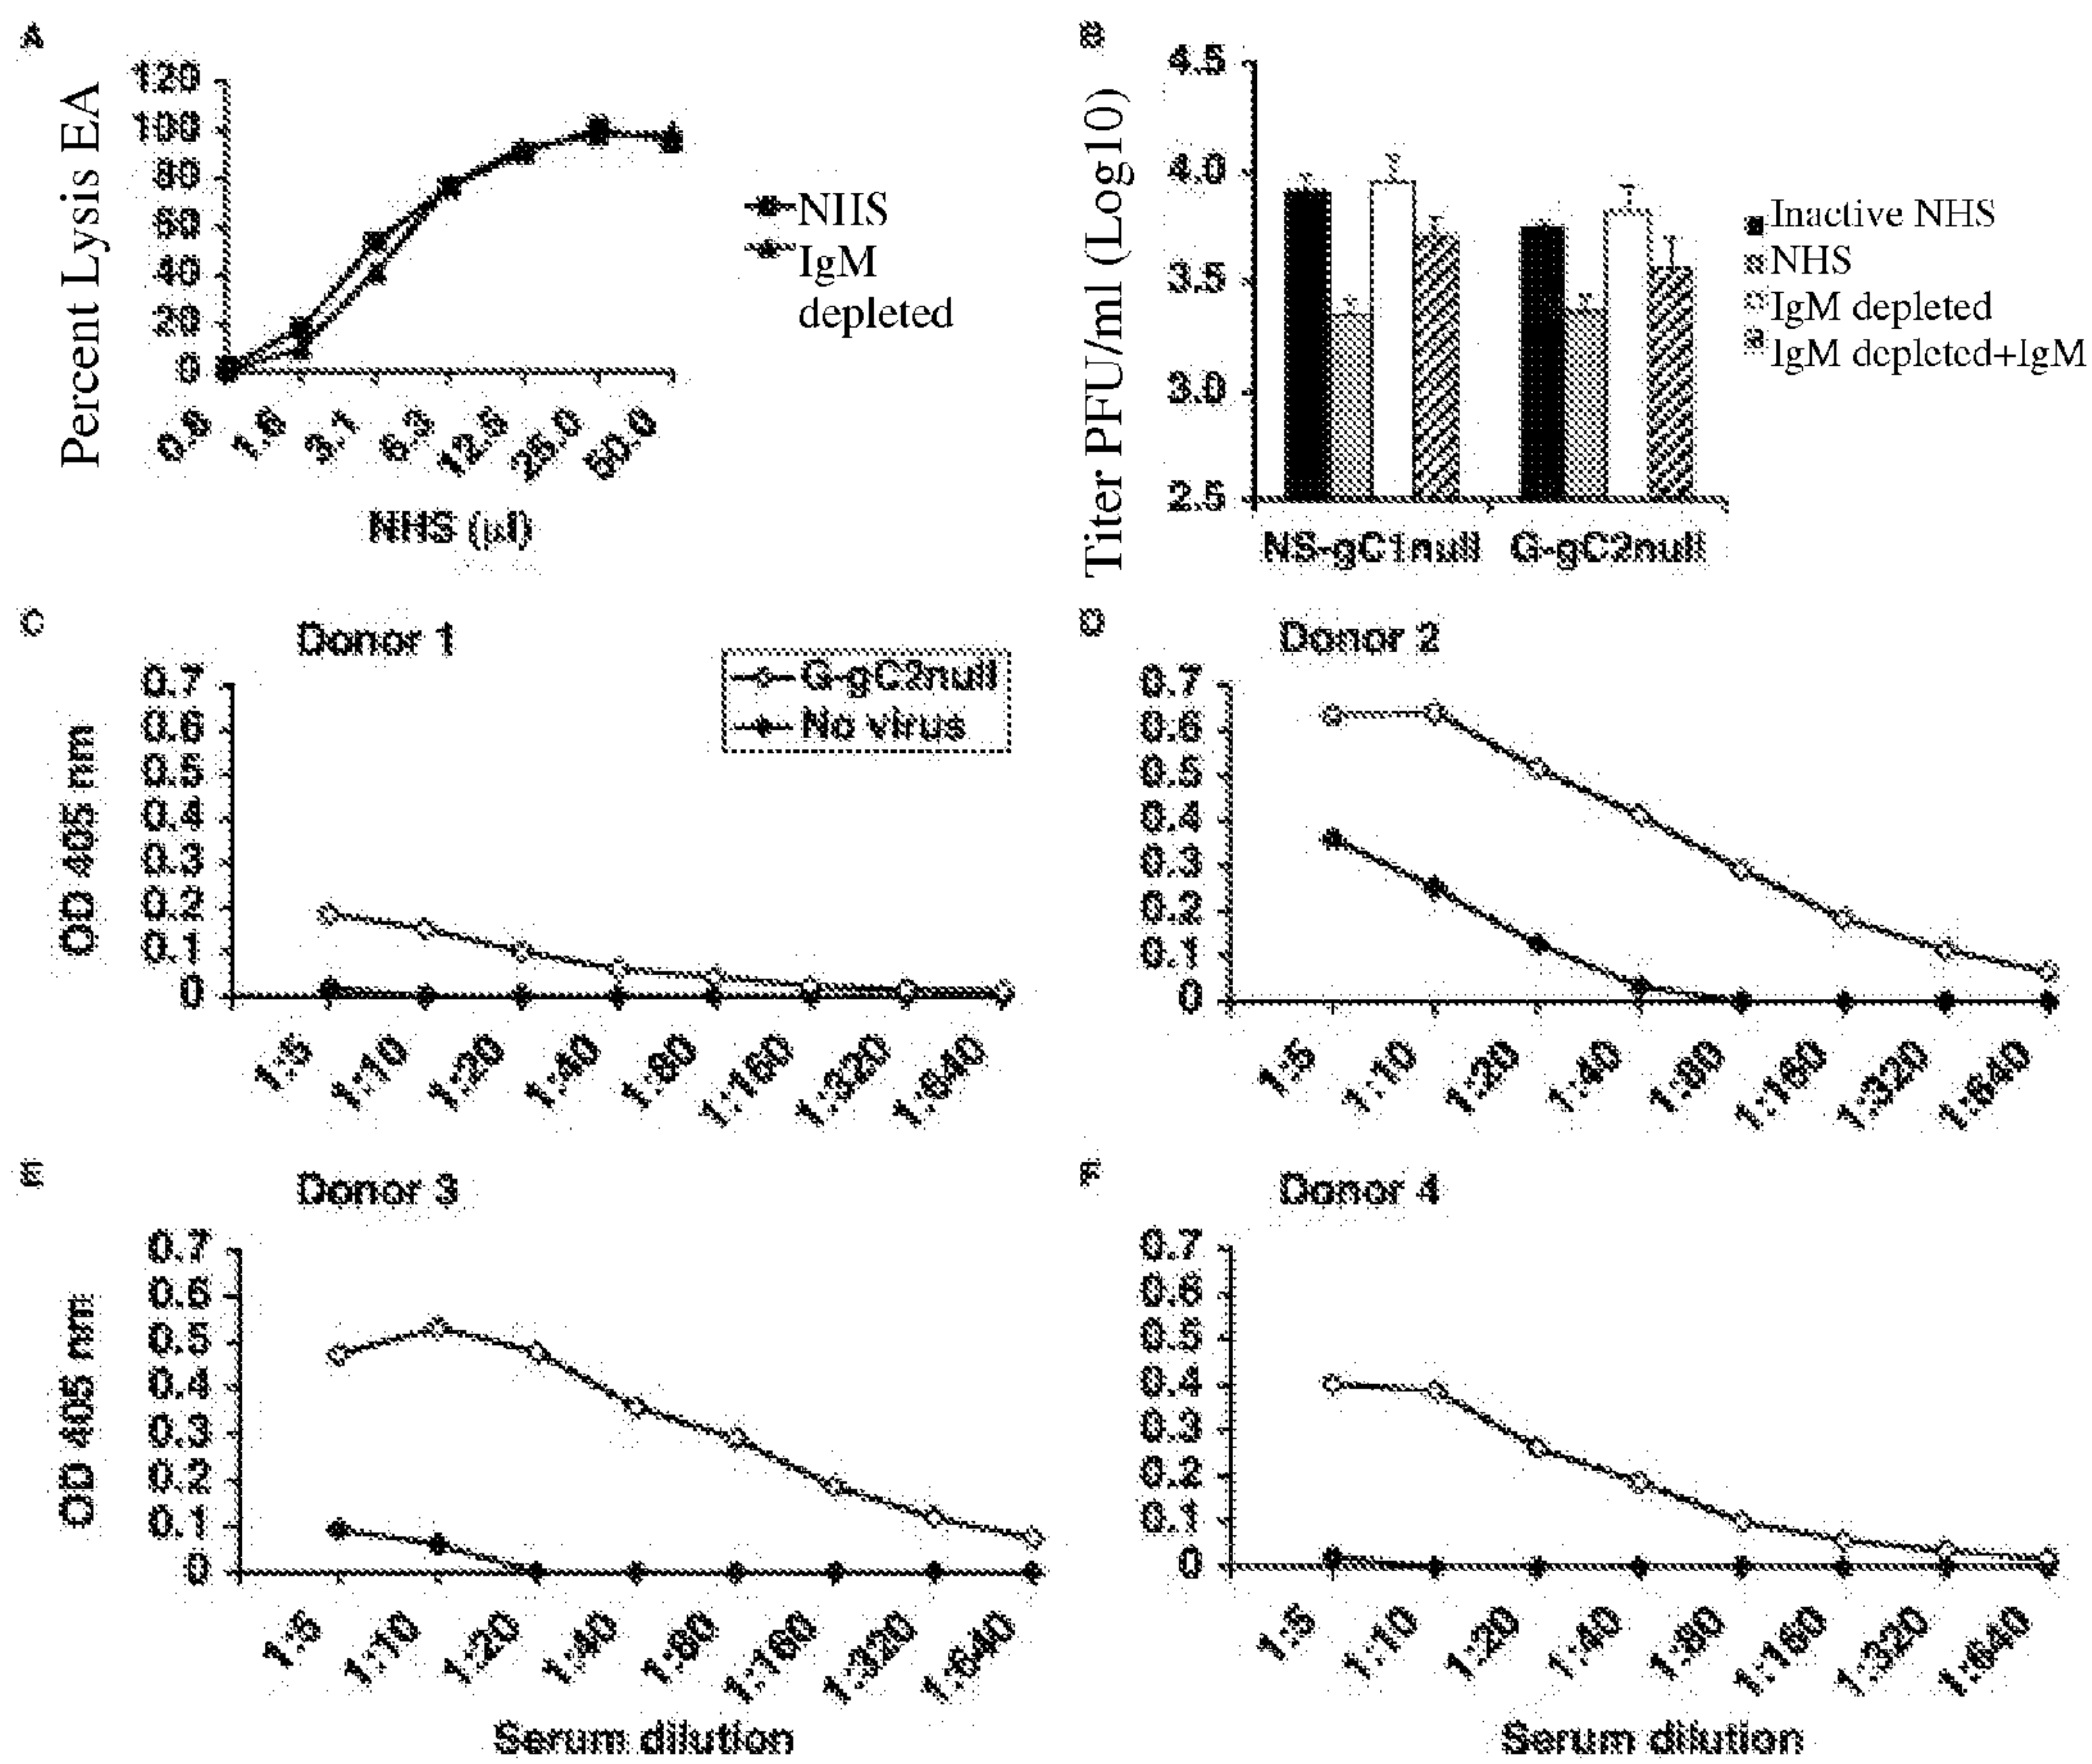 A
Percent Lysis EA
120
100
80
60
40
20
0
1.6
3.1
6.3
12.5
25.0
50.0
NHS (µl)
NHS
IgM
depleted
B
Titer PFU/ml (Log10)
4.5
4.0
3.5
3.0
2.5
NS-gC1null
G-gC2null
Inactive NHS
NHS
IgM depleted
IgM depleted+IgM
C
Donor 1
G-gC2null
No virus
OD 405 nm
0.7
0.6
0.5
0.4
0.3
0.2
0.1
0
1:5
1:10
1:20
1:40
1:80
1:160
1:320
1:640
D
Donor 2
0.7
0.6
0.5
0.4
0.3
0.2
0.1
0
1:5
1:10
1:20
1:40
1:80
1:160
1:320
1:640
E
Donor 3
OD 405 nm
0.7
0.6
0.5
0.4
0.3
0.2
0.1
0
1:5
1:10
1:20
1:40
1:80
1:160
1:320
1:640
Serum dilution
F
Donor 4
0.7
0.6
0.5
0.4
0.3
0.2
0.1
0
1:5
1:10
1:20
1:40
1:80
1:160
1:320
1:640
Serum dilution